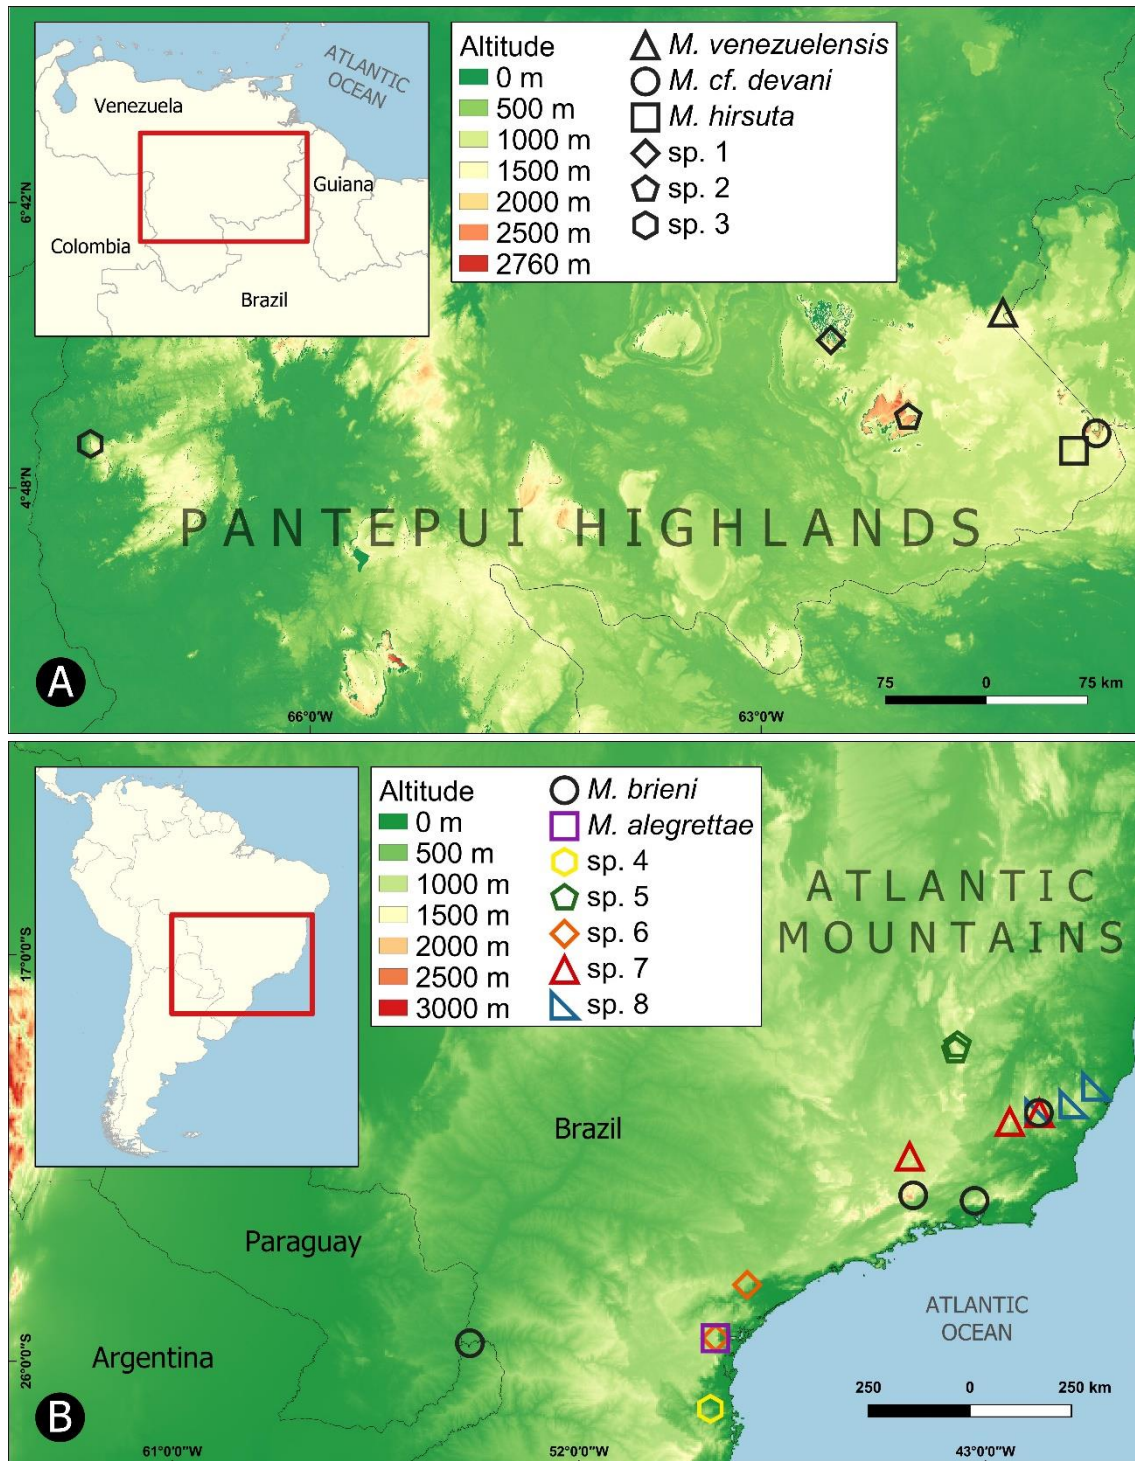 ATLANTIC
OCEAN
Venezuela
Guiana
Colombia
Brazil
Altitude
0 m
500 m
1000 m
1500 m
2000 m
2500 m
2760 m
M. venezuelensis
M. cf. devani
M. hirsuta
sp. 1
sp. 2
sp. 3
6°42'N
4°48'N
PANTEPUI HIGHLANDS
A
66°0'W
63°0'W
75 0 75 km
Altitude
0 m
500 m
1000 m
1500 m
2000 m
2500 m
3000 m
M. brieni
M. alegrettae
sp. 4
sp. 5
sp. 6
sp. 7
sp. 8
ATLANTIC
MOUNTAINS
17°0'0"S
Brazil
Paraguay
Argentina
ATLANTIC
OCEAN
26°0'0"S
B
250 0 250 km
61°0'0"W
52°0'0"W
43°0'0"W